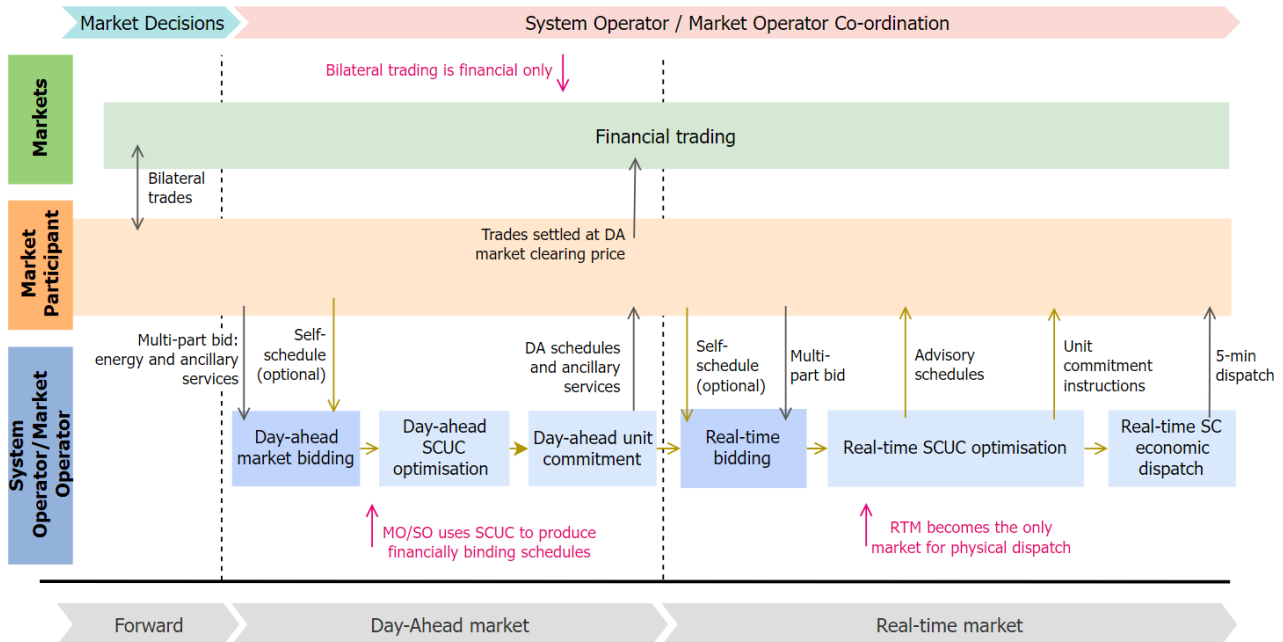 Market Decisions
System Operator / Market Operator Co-ordination
Bilateral trading is financial only
Markets
Financial trading
Bilateral
trades
Market
Participant
Trades settled at DA
market clearing price
Multi-part bid:
energy and ancillary
services
Self-
schedule
(optional)
DA schedules
and ancillary
services
Self-
schedule
(optional)
Multi-
part bid
Advisory
schedules
Unit
commitment
instructions
5-min
dispatch
System
Operator/Market
Operator
Day-ahead
market bidding
Day-ahead
SCUC
optimisation
Day-ahead unit
commitment
Real-time
bidding
Real-time SCUC optimisation
Real-time SC
economic
dispatch
MO/SO uses SCUC to produce
financially binding schedules
RTM becomes the only
market for physical dispatch
Forward
Day-Ahead market
Real-time market